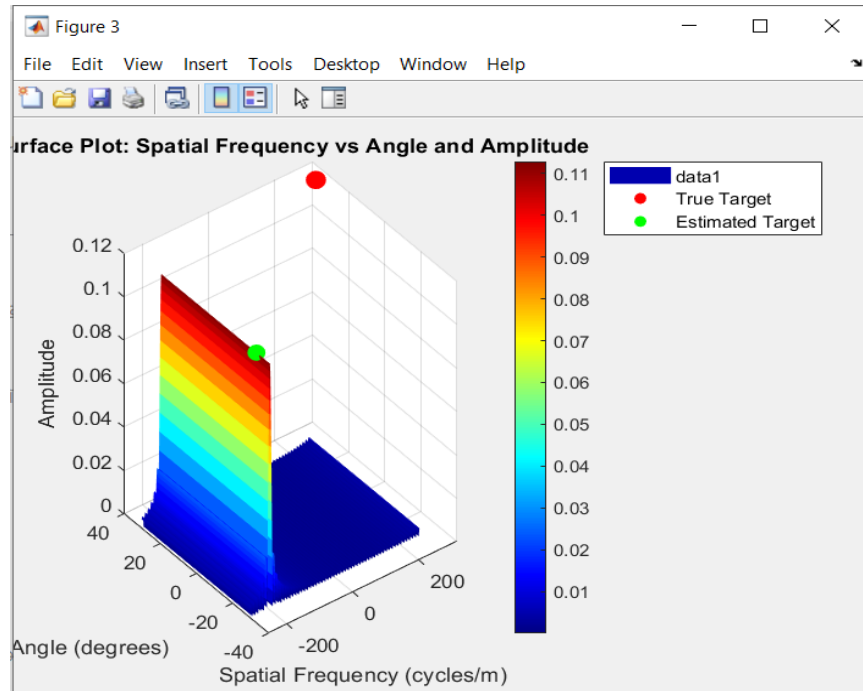 Figure 3
File Edit View Insert Tools Desktop Window Help
urface Plot: Spatial Frequency vs Angle and Amplitude
data1
True Target
Estimated Target
0.12
0.1
0.08
0.06
0.04
0.02
0
Amplitude
40
20
0
-20
-40
Angle (degrees)
-200
0
200
Spatial Frequency (cycles/m)
0.11
0.1
0.09
0.08
0.07
0.06
0.05
0.04
0.03
0.02
0.01